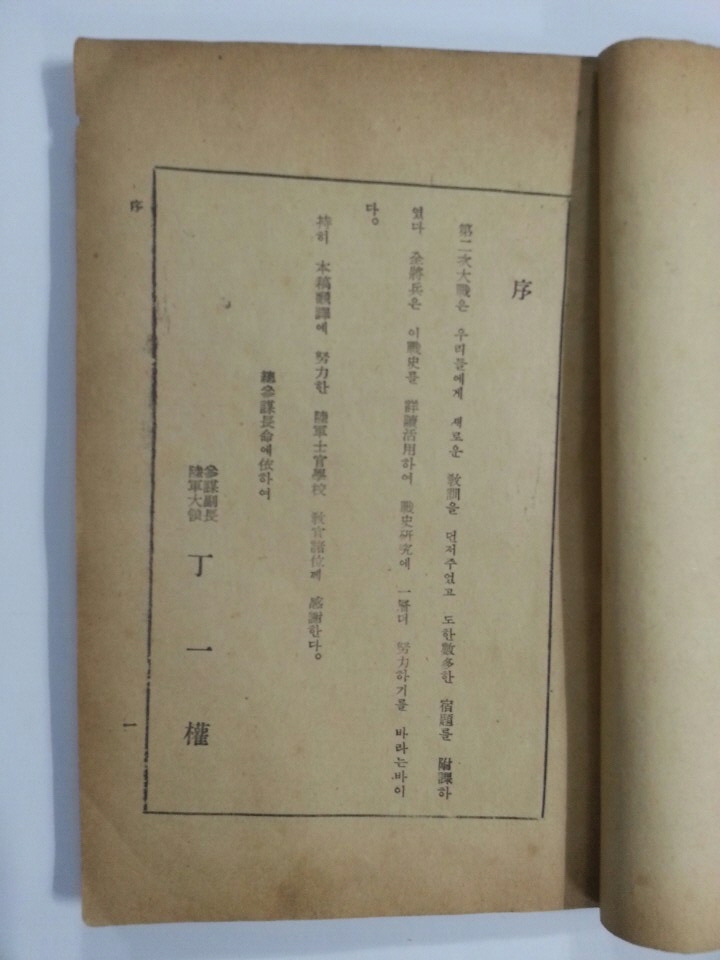 序
第二次大戰은 우리들에게 새로운 敎訓을 먼저주었고 도한數多한 宿題를 附課하
였다 全將兵은 이戰史를 詳讀活用하여 戰史硏究에 一層더 努力하기를 바라는바이
다。
特히 本稿飜譯에 努力한 陸軍士官學校 敎官諸位께 感謝한다。
總參謀長命에依하여
參謀副長
陸軍大領
丁一權
序
一